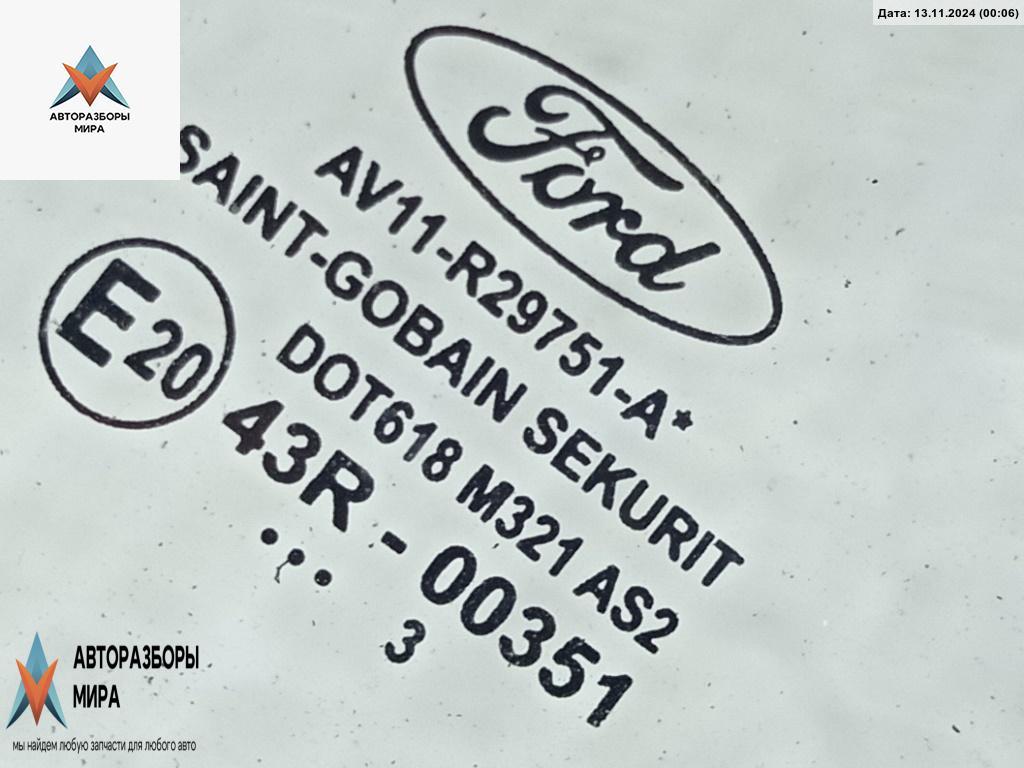 Дата: 13.11.2024 (00:06)
АВТОРАЗБОРЫ
МИРА
Ford
AV11-R29751-A*
SAINT-GOBAIN SEKURIT
DOT618 M321 AS2
E20
43R - 00351
...
3
АВТОРАЗБОРЫ
МИРА
мы найдем любую запчасти для любого авто